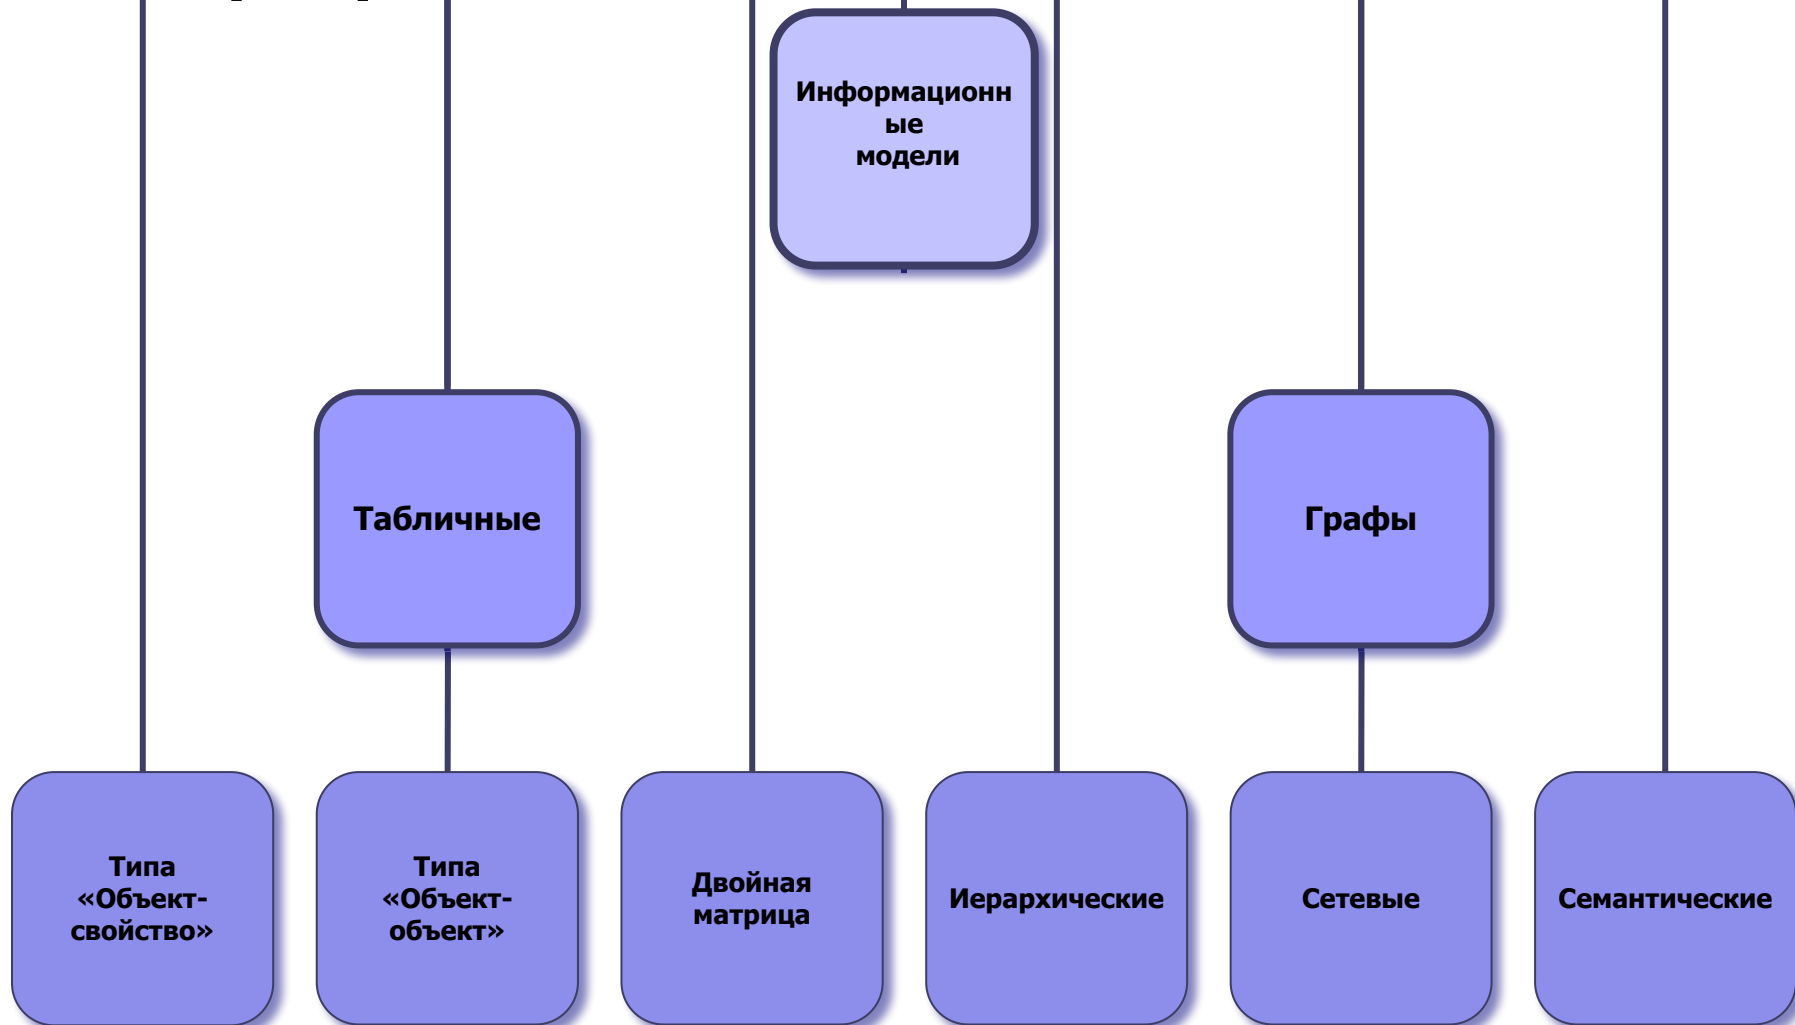 Информационн
ые
модели
Табличные
Графы
Типа
«Объект-
свойство»
Типа
«Объект-
объект»
Двойная
матрица
Иерархические
Сетевые
Семантические